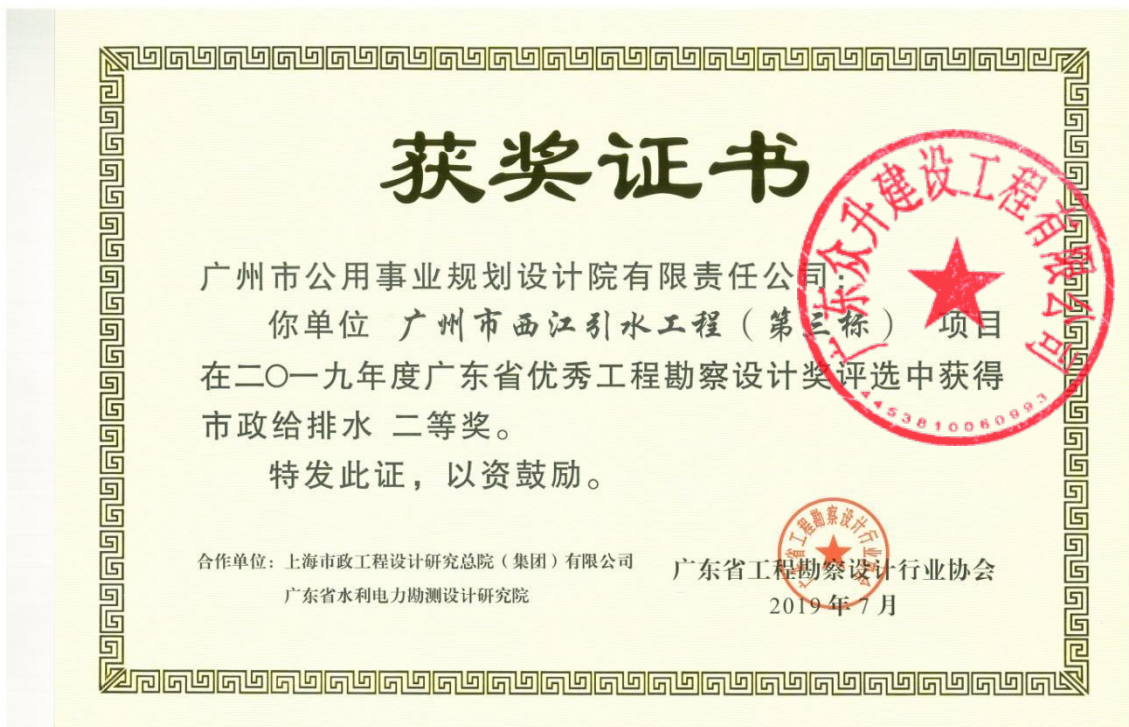 获奖证书
广东众升建设工程有限公司
4453810060993
广州市公用事业规划设计院有限责任公司:
你单位 广州市西江引水工程（第三标） 项目
在二〇一九年度广东省优秀工程勘察设计奖评选中获得
市政给排水 二等奖。
特发此证，以资鼓励。
合作单位：上海市政工程设计研究总院（集团）有限公司
广东省水利电力勘测设计研究院
广东省工程勘察设计行业协会
广东省工程勘察设计行业协会
2019年7月